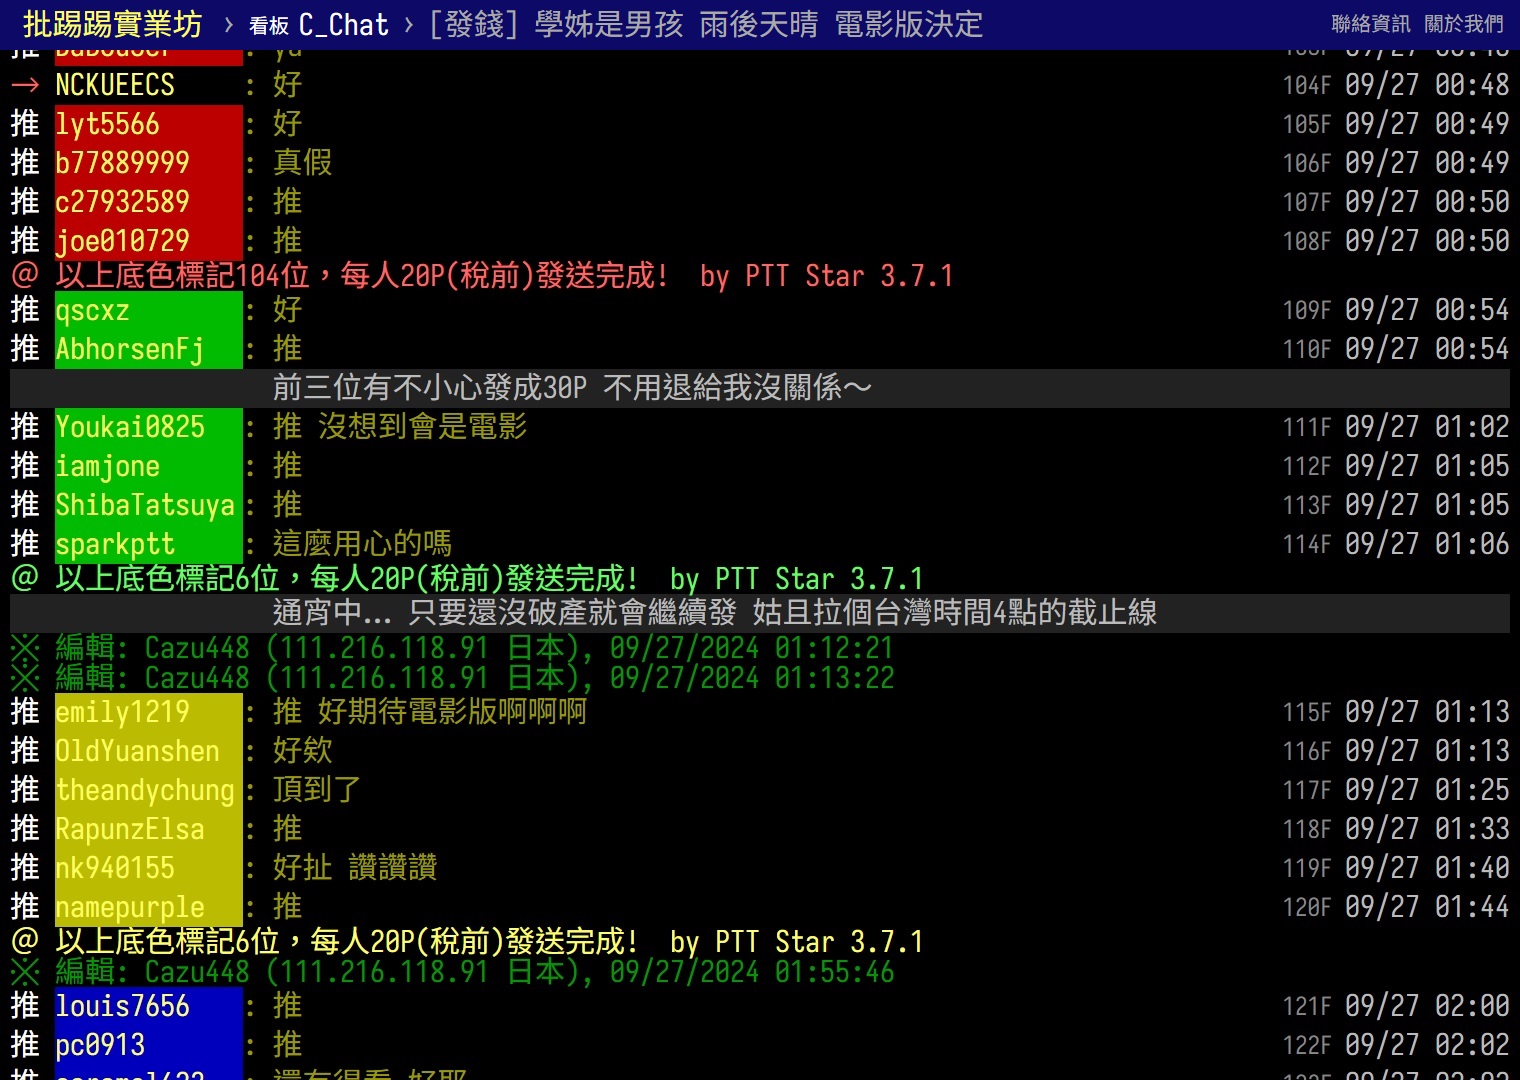 批踢踢實業坊 › 看板 C_Chat › [發錢] 學姊是男孩 雨後天晴 電影版決定 聯絡資訊 關於我們
→ NCKUEECS : 好 104F 09/27 00:48
推 lyt5566 : 好 105F 09/27 00:49
推 b77889999 : 真假 106F 09/27 00:49
推 c27932589 : 推 107F 09/27 00:50
推 joe010729 : 推 108F 09/27 00:50
@ 以上底色標記104位，每人20P(稅前)發送完成! by PTT Star 3.7.1
推 qscxz : 好 109F 09/27 00:54
推 AbhorsenFj : 推 110F 09/27 00:54
前三位有不小心發成30P 不用退給我沒關係～
推 Youkai0825 : 推 沒想到會是電影 111F 09/27 01:02
推 iamjone : 推 112F 09/27 01:05
推 ShibaTatsuya : 推 113F 09/27 01:05
推 sparkptt : 這麼用心的嗎 114F 09/27 01:06
@ 以上底色標記6位，每人20P(稅前)發送完成! by PTT Star 3.7.1
通宵中... 只要還沒破產就會繼續發 姑且拉個台灣時間4點的截止線
※ 編輯: Cazu448 (111.216.118.91 日本), 09/27/2024 01:12:21
※ 編輯: Cazu448 (111.216.118.91 日本), 09/27/2024 01:13:22
推 emily1219 : 推 好期待電影版啊啊啊 115F 09/27 01:13
推 OldYuanshen : 好欸 116F 09/27 01:13
推 theandychung : 頂到了 117F 09/27 01:25
推 RapunzElsa : 推 118F 09/27 01:33
推 nk940155 : 好扯 讚讚讚 119F 09/27 01:40
推 namepurple : 推 120F 09/27 01:44
@ 以上底色標記6位，每人20P(稅前)發送完成! by PTT Star 3.7.1
※ 編輯: Cazu448 (111.216.118.91 日本), 09/27/2024 01:55:46
推 louis7656 : 推 121F 09/27 02:00
推 pc0913 : 推 122F 09/27 02:02